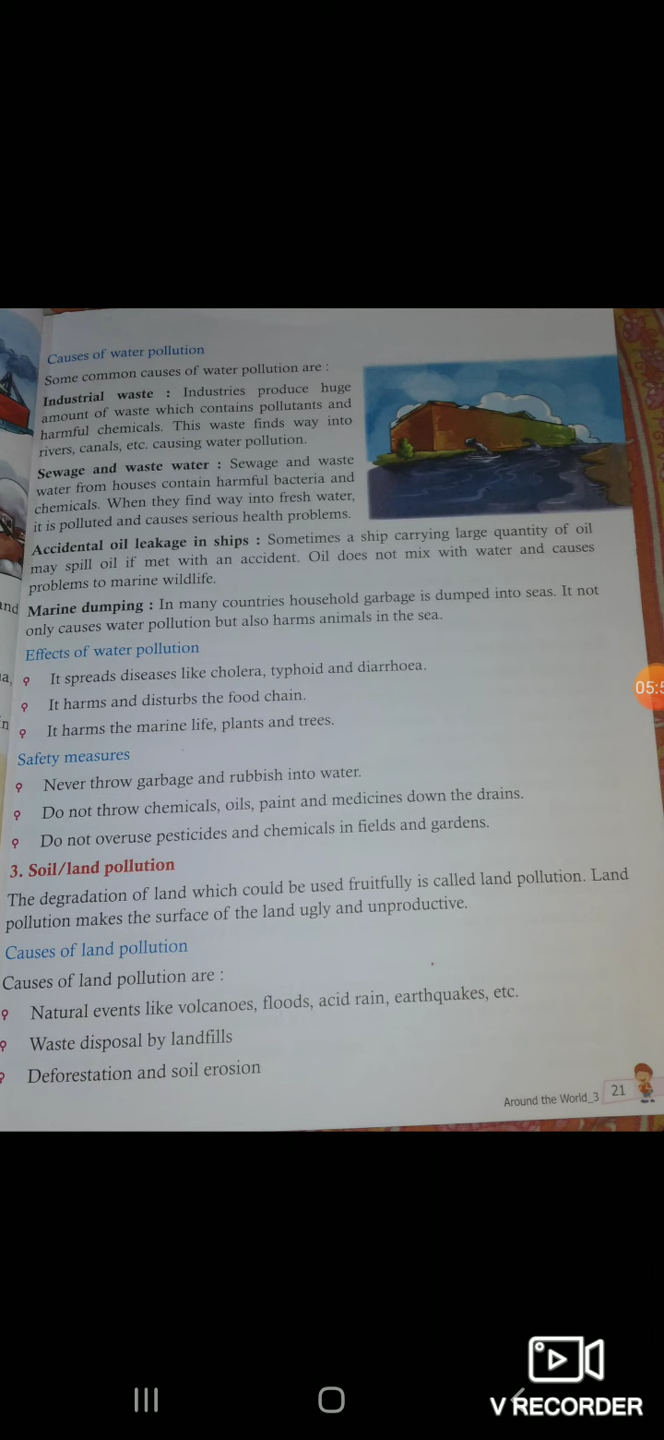 Causes of water pollution
Some common causes of water pollution are :
Industrial waste : Industries produce huge
amount of waste which contains pollutants and
harmful chemicals. This waste finds way into
rivers, canals, etc. causing water pollution.
Sewage and waste water : Sewage and waste
water from houses contain harmful bacteria and
chemicals. When they find way into fresh water,
it is polluted and causes serious health problems.
Accidental oil leakage in ships : Sometimes a ship carrying large quantity of oil
may spill oil if met with an accident. Oil does not mix with water and causes
problems to marine wildlife.
Marine dumping : In many countries household garbage is dumped into seas. It not
only causes water pollution but also harms animals in the sea.
Effects of water pollution
It spreads diseases like cholera, typhoid and diarrhoea.
It harms and disturbs the food chain.
It harms the marine life, plants and trees.
Safety measures
Never throw garbage and rubbish into water.
Do not throw chemicals, oils, paint and medicines down the drains.
Do not overuse pesticides and chemicals in fields and gardens.
3. Soil/land pollution
The degradation of land which could be used fruitfully is called land pollution. Land
pollution makes the surface of the land ugly and unproductive.
Causes of land pollution
Causes of land pollution are :
Natural events like volcanoes, floods, acid rain, earthquakes, etc.
Waste disposal by landfills
Deforestation and soil erosion
Around the World_3 21
V RECORDER